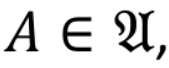 𝐴 ∈ 𝔄,